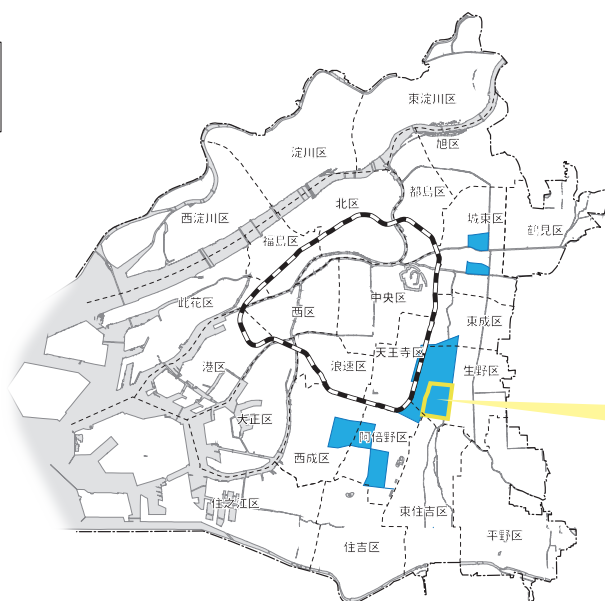 東淀川区
旭区
淀川区
都島区
北区
西淀川区
城東区
鶴見区
福島区
此花区
西区
中央区
東成区
天王寺区
港区
浪速区
生野区
大正区
阿倍野区
西成区
住之江区
東住吉区
平野区
住吉区